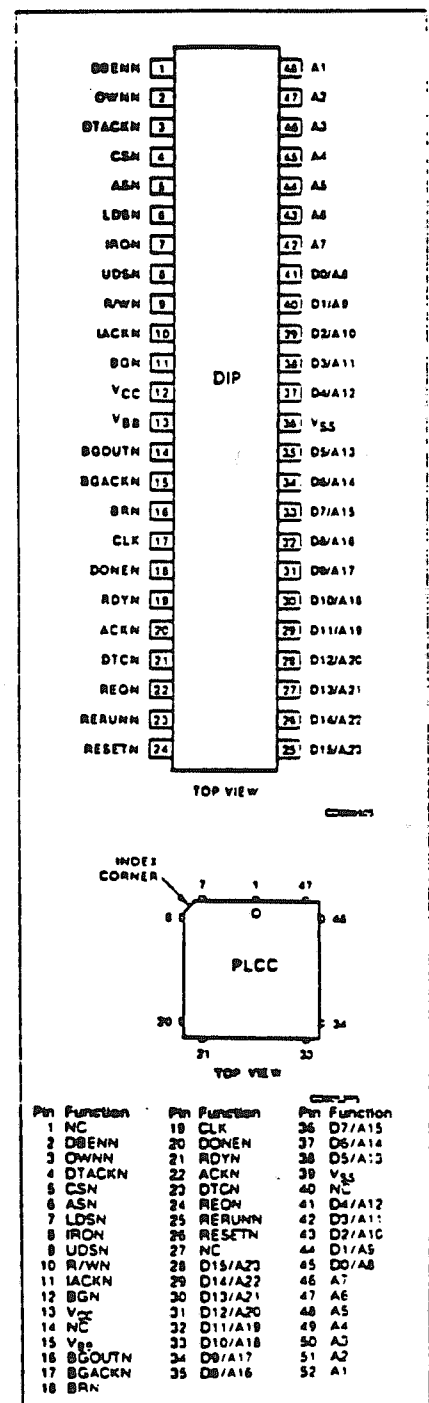 DBENN 1 48 A1
OWNN 2 47 A2
DTACKN 3 46 A3
CSN 4 45 A4
ASN 5 44 A5
LDSN 6 43 A6
IRQN 7 42 A7
UDSN 8 41 D0/A8
R/WN 9 40 D1/A9
IACKN 10 39 D2/A10
BGN 11 38 D3/A11
DIP
VCC 12 37 D4/A12
VBB 13 36 VSS
BGOUTN 14 35 D5/A13
BGACKN 15 34 D6/A14
BRN 16 33 D7/A15
CLK 17 32 D8/A16
DONEN 18 31 D9/A17
RDYN 19 30 D10/A18
ACKN 20 29 D11/A19
DTCN 21 28 D12/A20
REQN 22 27 D13/A21
RERUNN 23 26 D14/A22
RESETN 24 25 D15/A23
TOP VIEW
INDEX
CORNER
7 1 47
8 46
PLCC
20 34
21 33
TOP VIEW
Pin Function Pin Function Pin Function
1 NC 19 CLK 36 D7/A15
2 DBENN 20 DONEN 37 D6/A14
3 OWNN 21 RDYN 38 D5/A13
4 DTACKN 22 ACKN 39 VSS
5 CSN 23 DTCN 40 NC
6 ASN 24 REQN 41 D4/A12
7 LDSN 25 RERUNN 42 D3/A11
8 IRQN 26 RESETN 43 D2/A10
9 UDSN 27 NC 44 D1/A9
10 R/WN 28 D15/A23 45 D0/A8
11 IACKN 29 D14/A22 46 A7
12 BGN 30 D13/A21 47 A6
13 VCC 31 D12/A20 48 A5
14 NC 32 D11/A19 49 A4
15 VBB 33 D10/A18 50 A3
16 BGOUTN 34 D9/A17 51 A2
17 BGACKN 35 D8/A16 52 A1
18 BRN